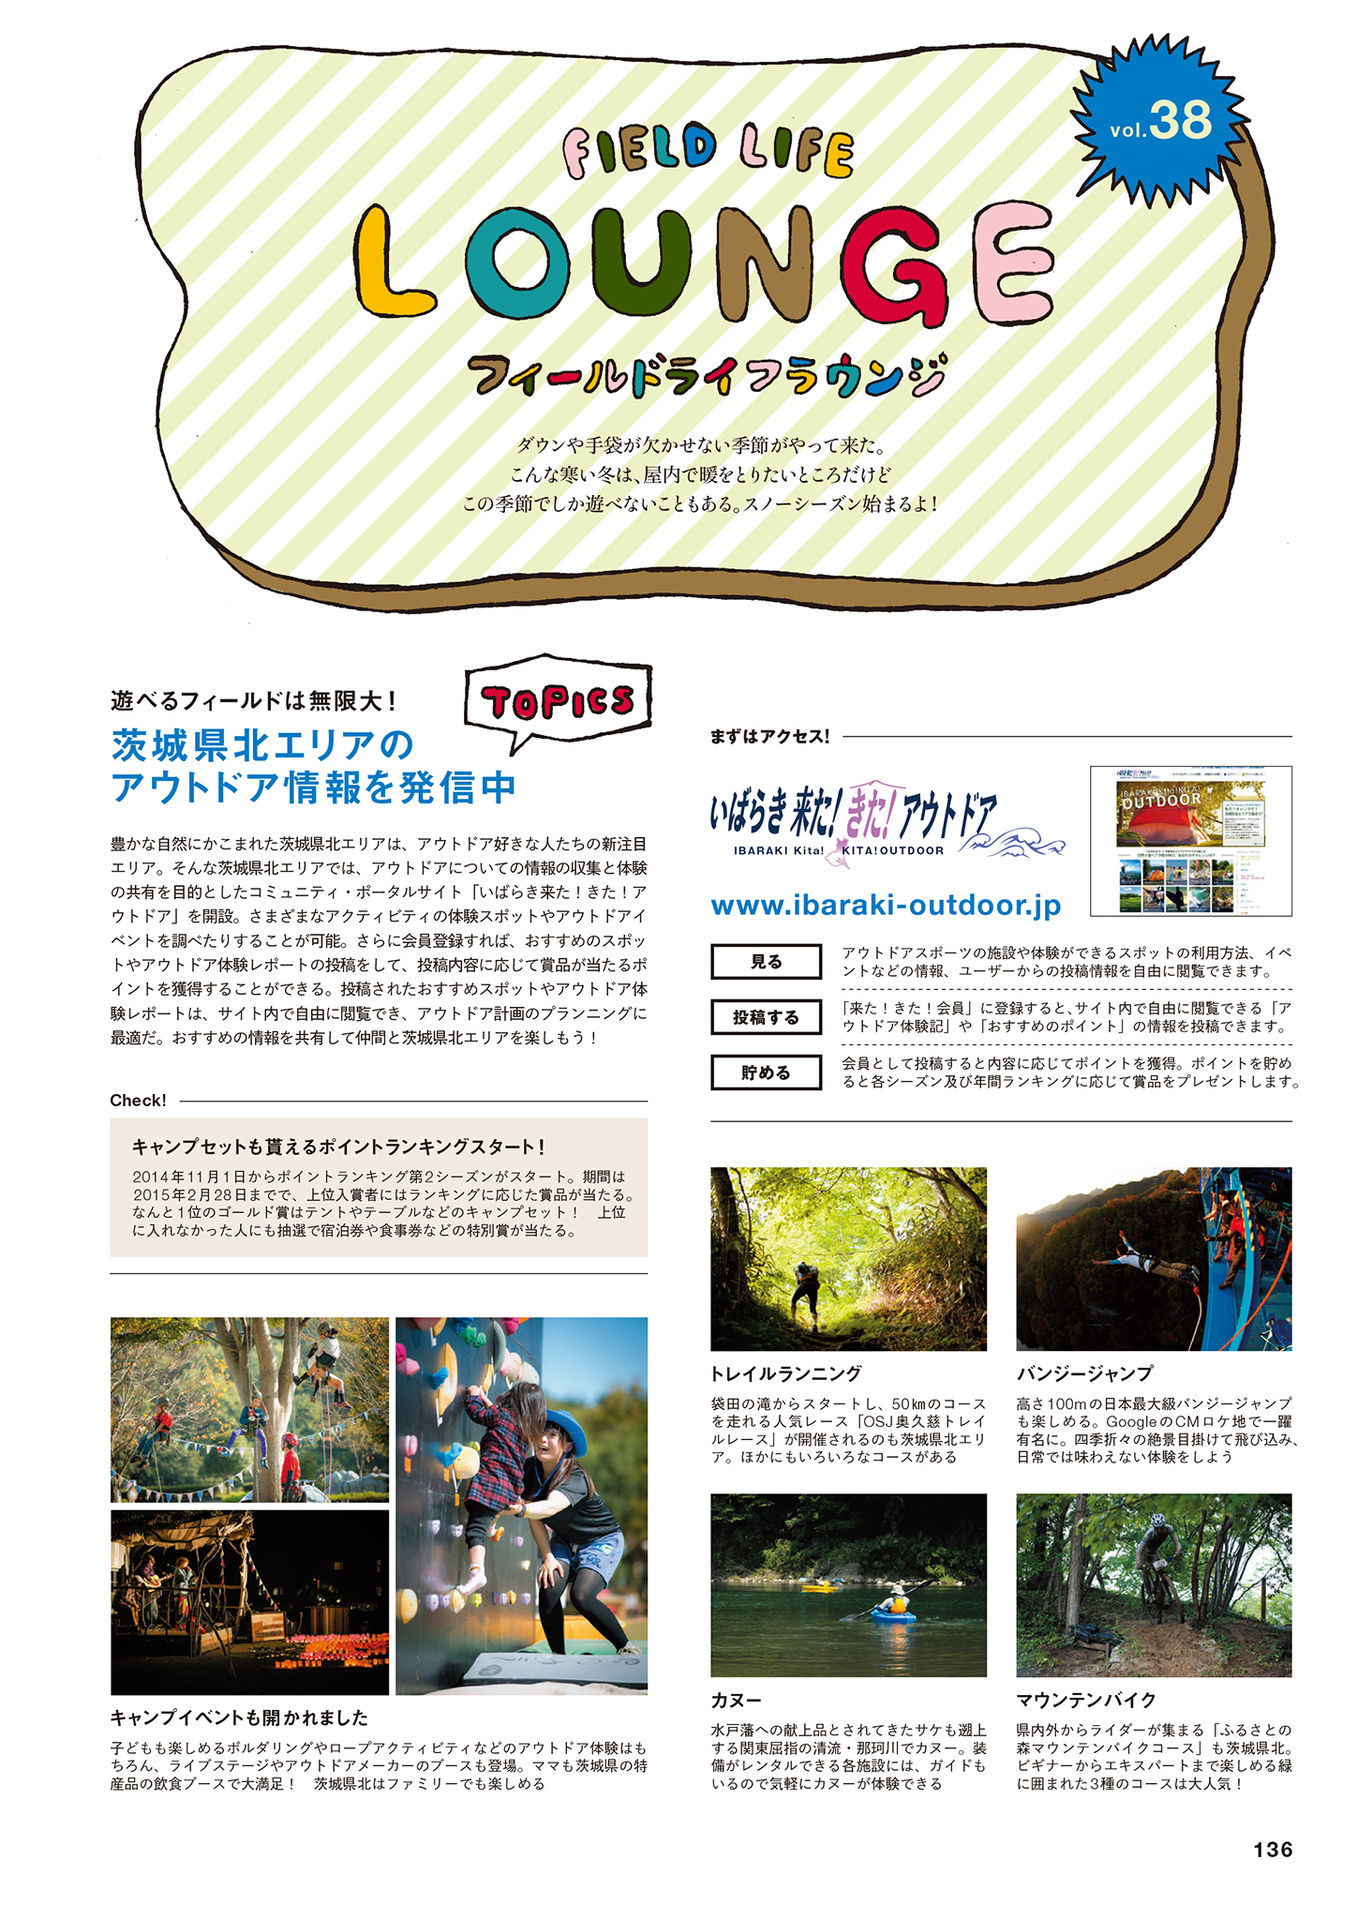 vol.38
FIELD LIFE
LOUNGE
フィールドライフラウンジ
ダウンや手袋が欠かせない季節がやって来た。
こんな寒い冬は、屋内で暖をとりたいところだけど
この季節でしか遊べないこともある。スノーシーズン始まるよ!
TOPICS
遊べるフィールドは無限大!
茨城県北エリアの
アウトドア情報を発信中
豊かな自然にかこまれた茨城県北エリアは、アウトドア好きな人たちの新注目
エリア。そんな茨城県北エリアでは、アウトドアについての情報の収集と体験
の共有を目的としたコミュニティ・ポータルサイト「いばらき来た!きた!ア
ウトドア」を開設。さまざまなアクティビティの体験スポットやアウトドアイ
ベントを調べたりすることが可能。さらに会員登録すれば、おすすめのスポッ
トやアウトドア体験レポートの投稿をして、投稿内容に応じて賞品が当たるポ
イントを獲得することができる。投稿されたおすすめスポットやアウトドア体
験レポートは、サイト内で自由に閲覧でき、アウトドア計画のプランニングに
最適だ。おすすめの情報を共有して仲間と茨城県北エリアを楽しもう!
Check!
キャンプセットも貰えるポイントランキングスタート!
2014年11月1日からポイントランキング第2シーズンがスタート。期間は
2015年2月28日までで、上位入賞者にはランキングに応じた賞品が当たる。
なんと1位のゴールド賞はテントやテーブルなどのキャンプセット! 上位
に入れなかった人にも抽選で宿泊券や食事券などの特別賞が当たる。
キャンプイベントも開かれました
子どもも楽しめるボルダリングやロープアクティビティなどのアウトドア体験はも
ちろん、ライブステージやアウトドアメーカーのブースも登場。ママも茨城県の特
産品の飲食ブースで大満足! 茨城県北はファミリーでも楽しめる
まずはアクセス!
いばらき 来た! きた! アウトドア
IBARAKI Kita! KITA!OUTDOOR
IBARAKI Kita!KITA!
OUTDOOR
www.ibaraki-outdoor.jp
見る
アウトドアスポーツの施設や体験ができるスポットの利用方法、イベ
ントなどの情報、ユーザーからの投稿情報を自由に閲覧できます。
投稿する
「来た!きた!会員」に登録すると、サイト内で自由に閲覧できる「ア
ウトドア体験記」や「おすすめのポイント」の情報を投稿できます。
貯める
会員として投稿すると内容に応じてポイントを獲得。ポイントを貯め
ると各シーズン及び年間ランキングに応じて賞品をプレゼントします。
トレイルランニング
袋田の滝からスタートし、50㎞のコース
を走れる人気レース「OSJ奥久慈トレイ
ルレース」が開催されるのも茨城県北エリ
ア。ほかにもいろいろなコースがある
バンジージャンプ
高さ100mの日本最大級バンジージャンプ
も楽しめる。GoogleのCMロケ地で一躍
有名に。四季折々の絶景目掛けて飛び込み、
日常では味わえない体験をしよう
カヌー
水戸藩への献上品とされてきたサケも遡上
する関東屈指の清流・那珂川でカヌー。装
備がレンタルできる各施設には、ガイドも
いるので気軽にカヌーが体験できる
マウンテンバイク
県内外からライダーが集まる「ふるさとの
森マウンテンバイクコース」も茨城県北。
ビギナーからエキスパートまで楽しめる緑
に囲まれた3種のコースは大人気!
136